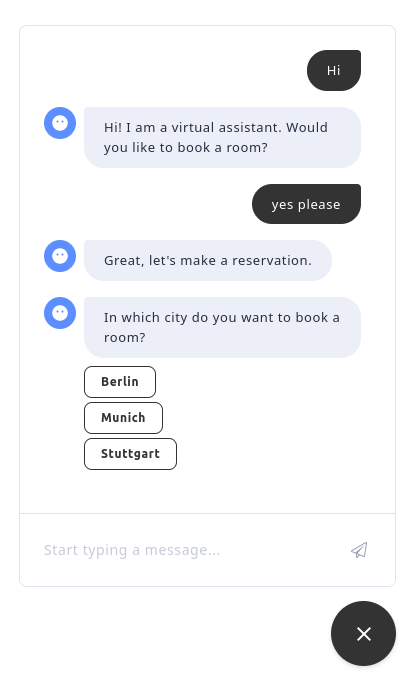 Hi
Hi! I am a virtual assistant. Would
you like to book a room?
yes please
Great, let's make a reservation.
In which city do you want to book a
room?
Berlin
Munich
Stuttgart
Start typing a message...